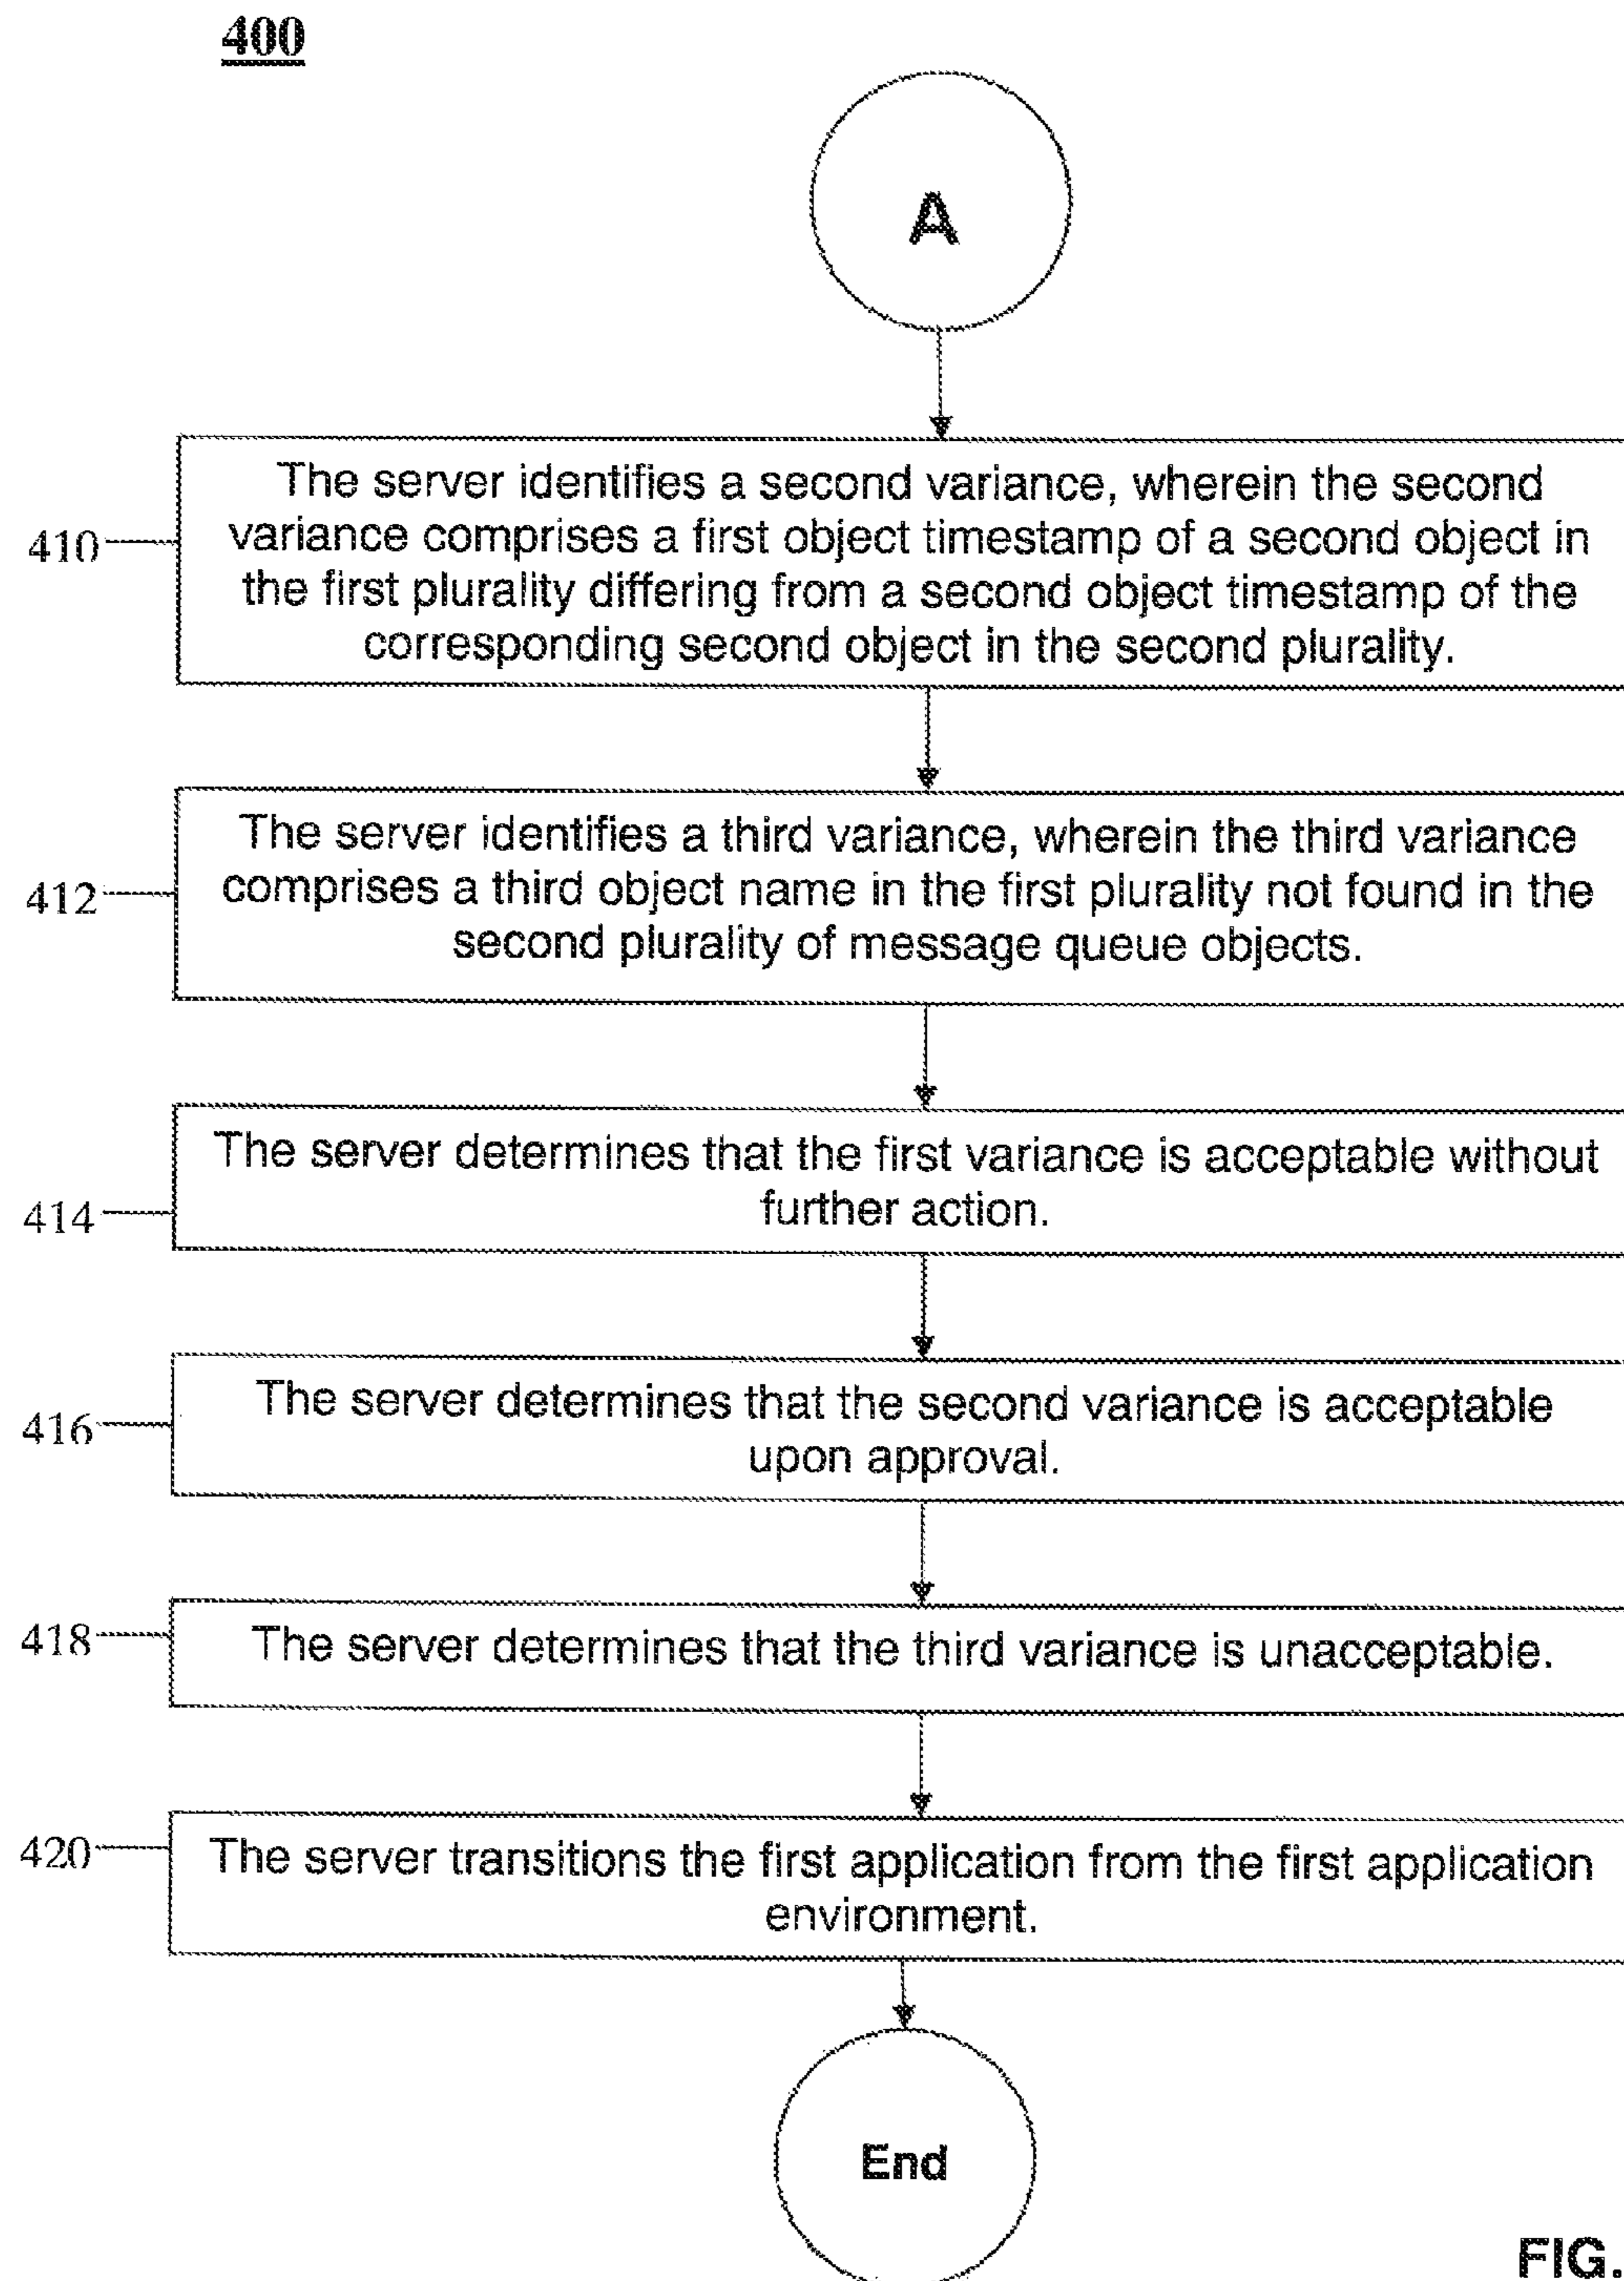 400
A
410
The server identifies a second variance, wherein the second
variance comprises a first object timestamp of a second object in
the first plurality differing from a second object timestamp of the
corresponding second object in the second plurality.
412
The server identifies a third variance, wherein the third variance
comprises a third object name in the first plurality not found in the
second plurality of message queue objects.
414
The server determines that the first variance is acceptable without
further action.
416
The server determines that the second variance is acceptable
upon approval.
418
The server determines that the third variance is unacceptable.
420
The server transitions the first application from the first application
environment.
End
FIG.